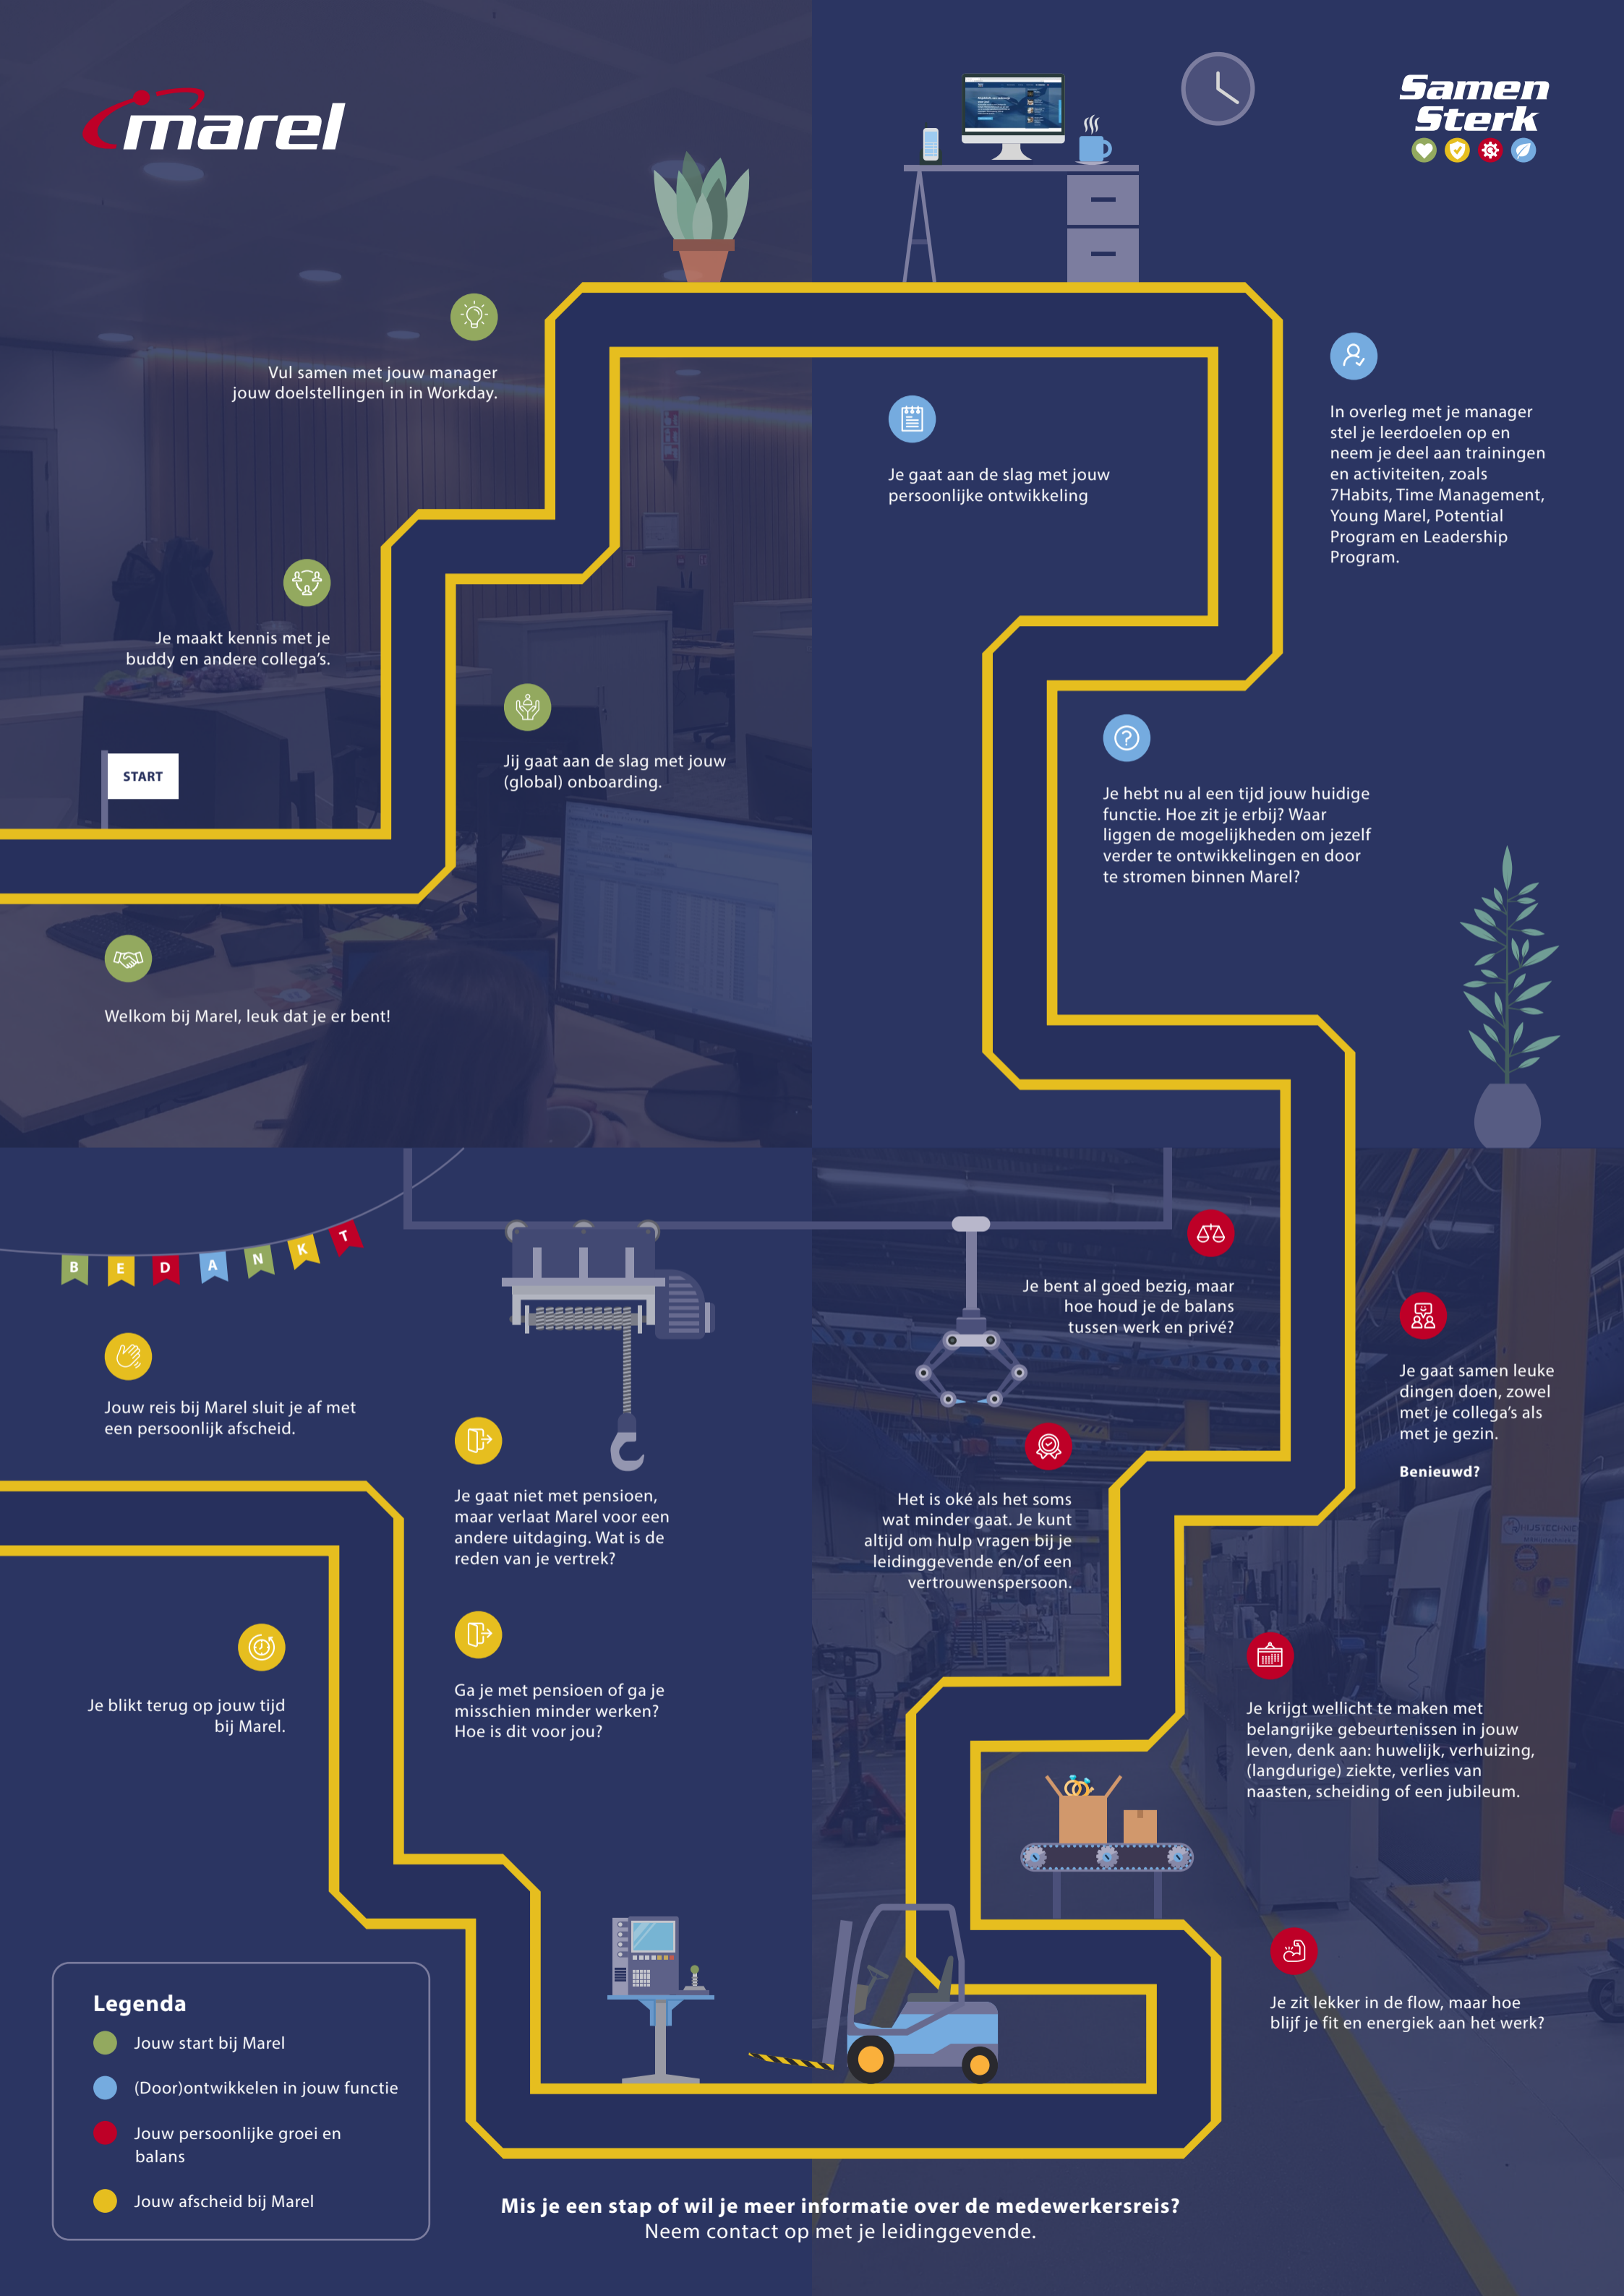 marel
Samen
Sterk
Vul samen met jouw manager
jouw doelstellingen in in Workday.
Je maakt kennis met je
buddy en andere collega's.
START
Jij gaat aan de slag met jouw
(global) onboarding.
Welkom bij Marel, leuk dat je er bent!
Je gaat aan de slag met jouw
persoonlijke ontwikkeling
In overleg met je manager
stel je leerdoelen op en
neem je deel aan trainingen
en activiteiten, zoals
7Habits, Time Management,
Young Marel, Potential
Program en Leadership
Program.
Je hebt nu al een tijd jouw huidige
functie. Hoe zit je erbij? Waar
liggen de mogelijkheden om jezelf
verder te ontwikkelingen en door
te stromen binnen Marel?
Je bent al goed bezig, maar
hoe houd je de balans
tussen werk en privé?
Je gaat samen leuke
dingen doen, zowel
met je collega's als
met je gezin.
Benieuwd?
Het is oké als het soms
wat minder gaat. Je kunt
altijd om hulp vragen bij je
leidinggevende en/of een
vertrouwenspersoon.
Je krijgt wellicht te maken met
belangrijke gebeurtenissen in jouw
leven, denk aan: huwelijk, verhuizing,
(langdurige) ziekte, verlies van
naasten, scheiding of een jubileum.
Je zit lekker in de flow, maar hoe
blijf je fit en energiek aan het werk?
BEDANKT
Jouw reis bij Marel sluit je af met
een persoonlijk afscheid.
Je gaat niet met pensioen,
maar verlaat Marel voor een
andere uitdaging. Wat is de
reden van je vertrek?
Ga je met pensioen of ga je
misschien minder werken?
Hoe is dit voor jou?
Je blikt terug op jouw tijd
bij Marel.
Legenda
Jouw start bij Marel
(Door)ontwikkelen in jouw functie
Jouw persoonlijke groei en
balans
Jouw afscheid bij Marel
Mis je een stap of wil je meer informatie over de medewerkersreis?
Neem contact op met je leidinggevende.